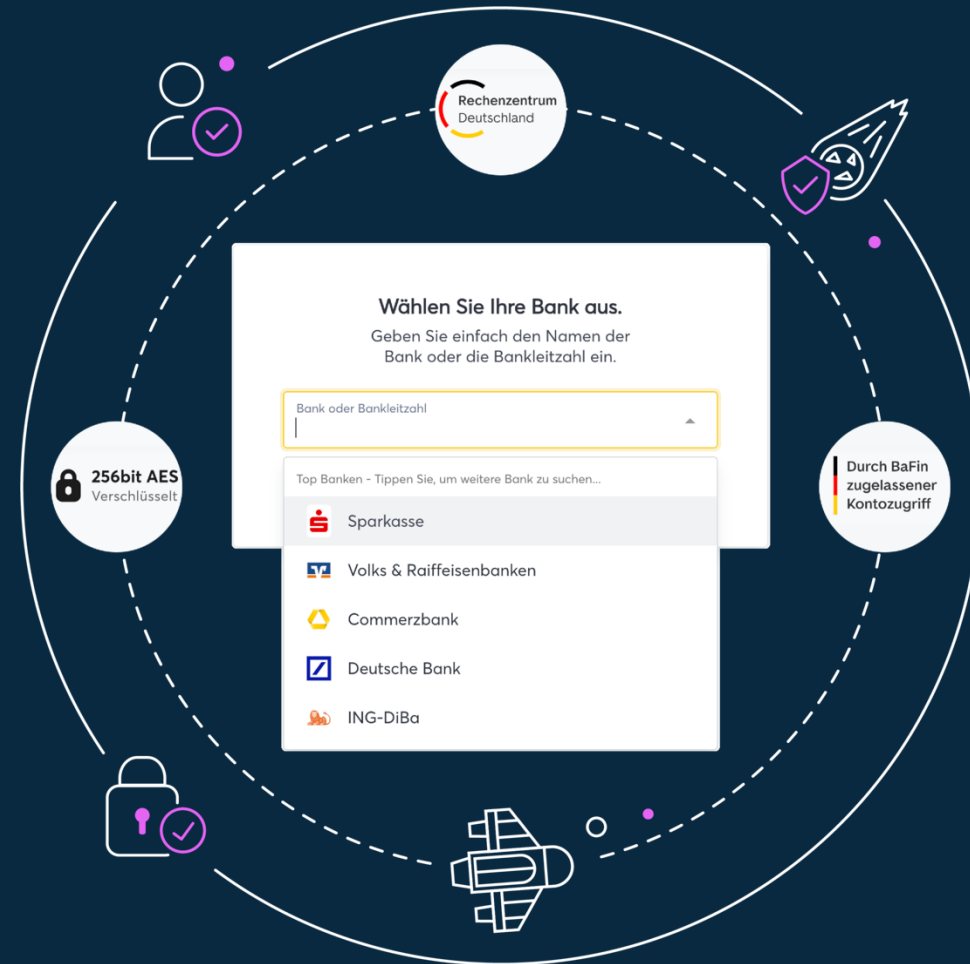 Rechenzentrum
Deutschland
Wählen Sie Ihre Bank aus.
Geben Sie einfach den Namen der
Bank oder die Bankleitzahl ein.
Bank oder Bankleitzahl
256bit AES
Verschlüsselt
Durch BaFin
zugelassener
Kontozugriff
Top Banken - Tippen Sie, um weitere Bank zu suchen...
Sparkasse
Volks & Raiffeisenbanken
Commerzbank
Deutsche Bank
ING-DiBa